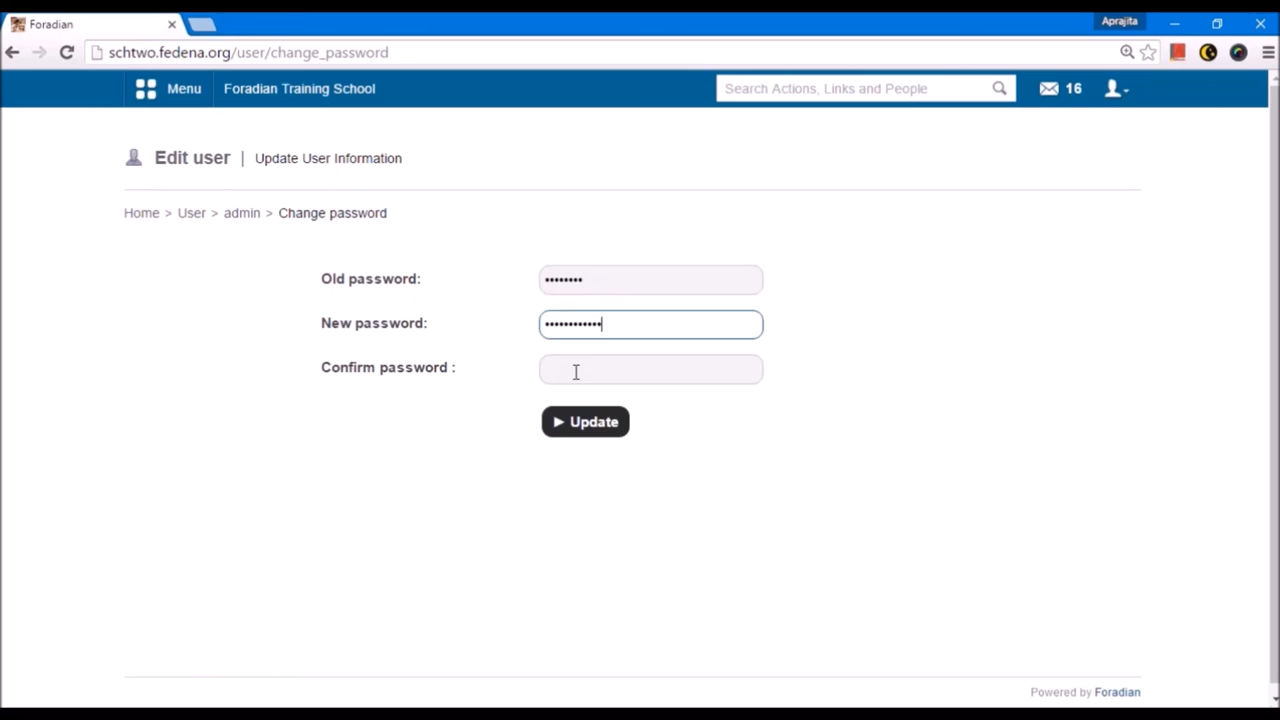 Foradian
Aprajita
schtwo.fedena.org/user/change_password
Menu
Foradian Training School
Search Actions, Links and People
16
Edit user | Update User Information
Home > User > admin > Change password
Old password: ••••••••
New password: ••••••••••••
Confirm password :
Update
Powered by Foradian